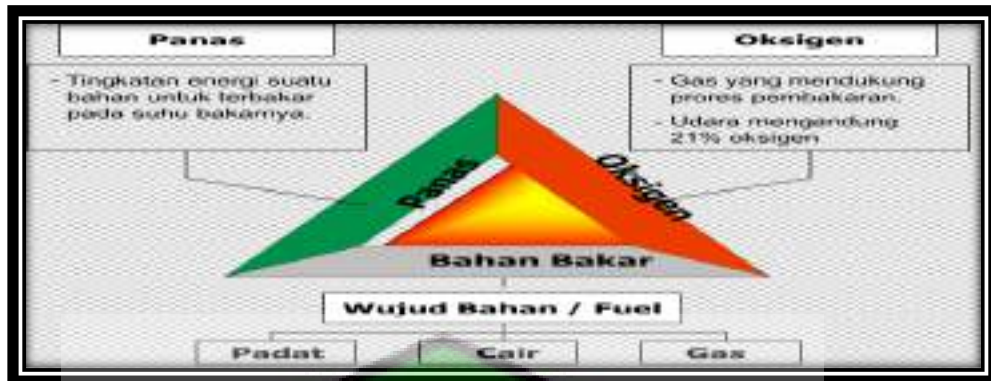 Panas
Oksigen
- Tingkatan energi suatu
bahan untuk terbakar
pada suhu bakarnya.
- Gas yang mendukung
prores pembakaran.
- Udara mengandung
21% oksigen
Panas
Oksigen
Bahan Bakar
Wujud Bahan / Fuel
Padat
Cair
Gas